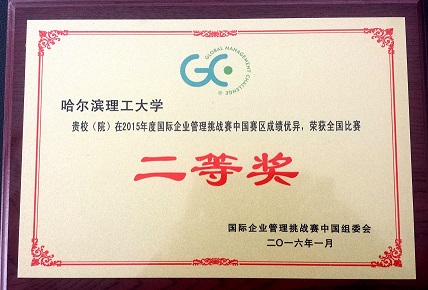 GC
GLOBAL MANAGEMENT CHALLENGE ®
哈尔滨理工大学
贵校（院）在2015年度国际企业管理挑战赛中国赛区成绩优异，荣获全国比赛
二等奖
国际企业管理挑战赛中国组委会
二〇一六年一月